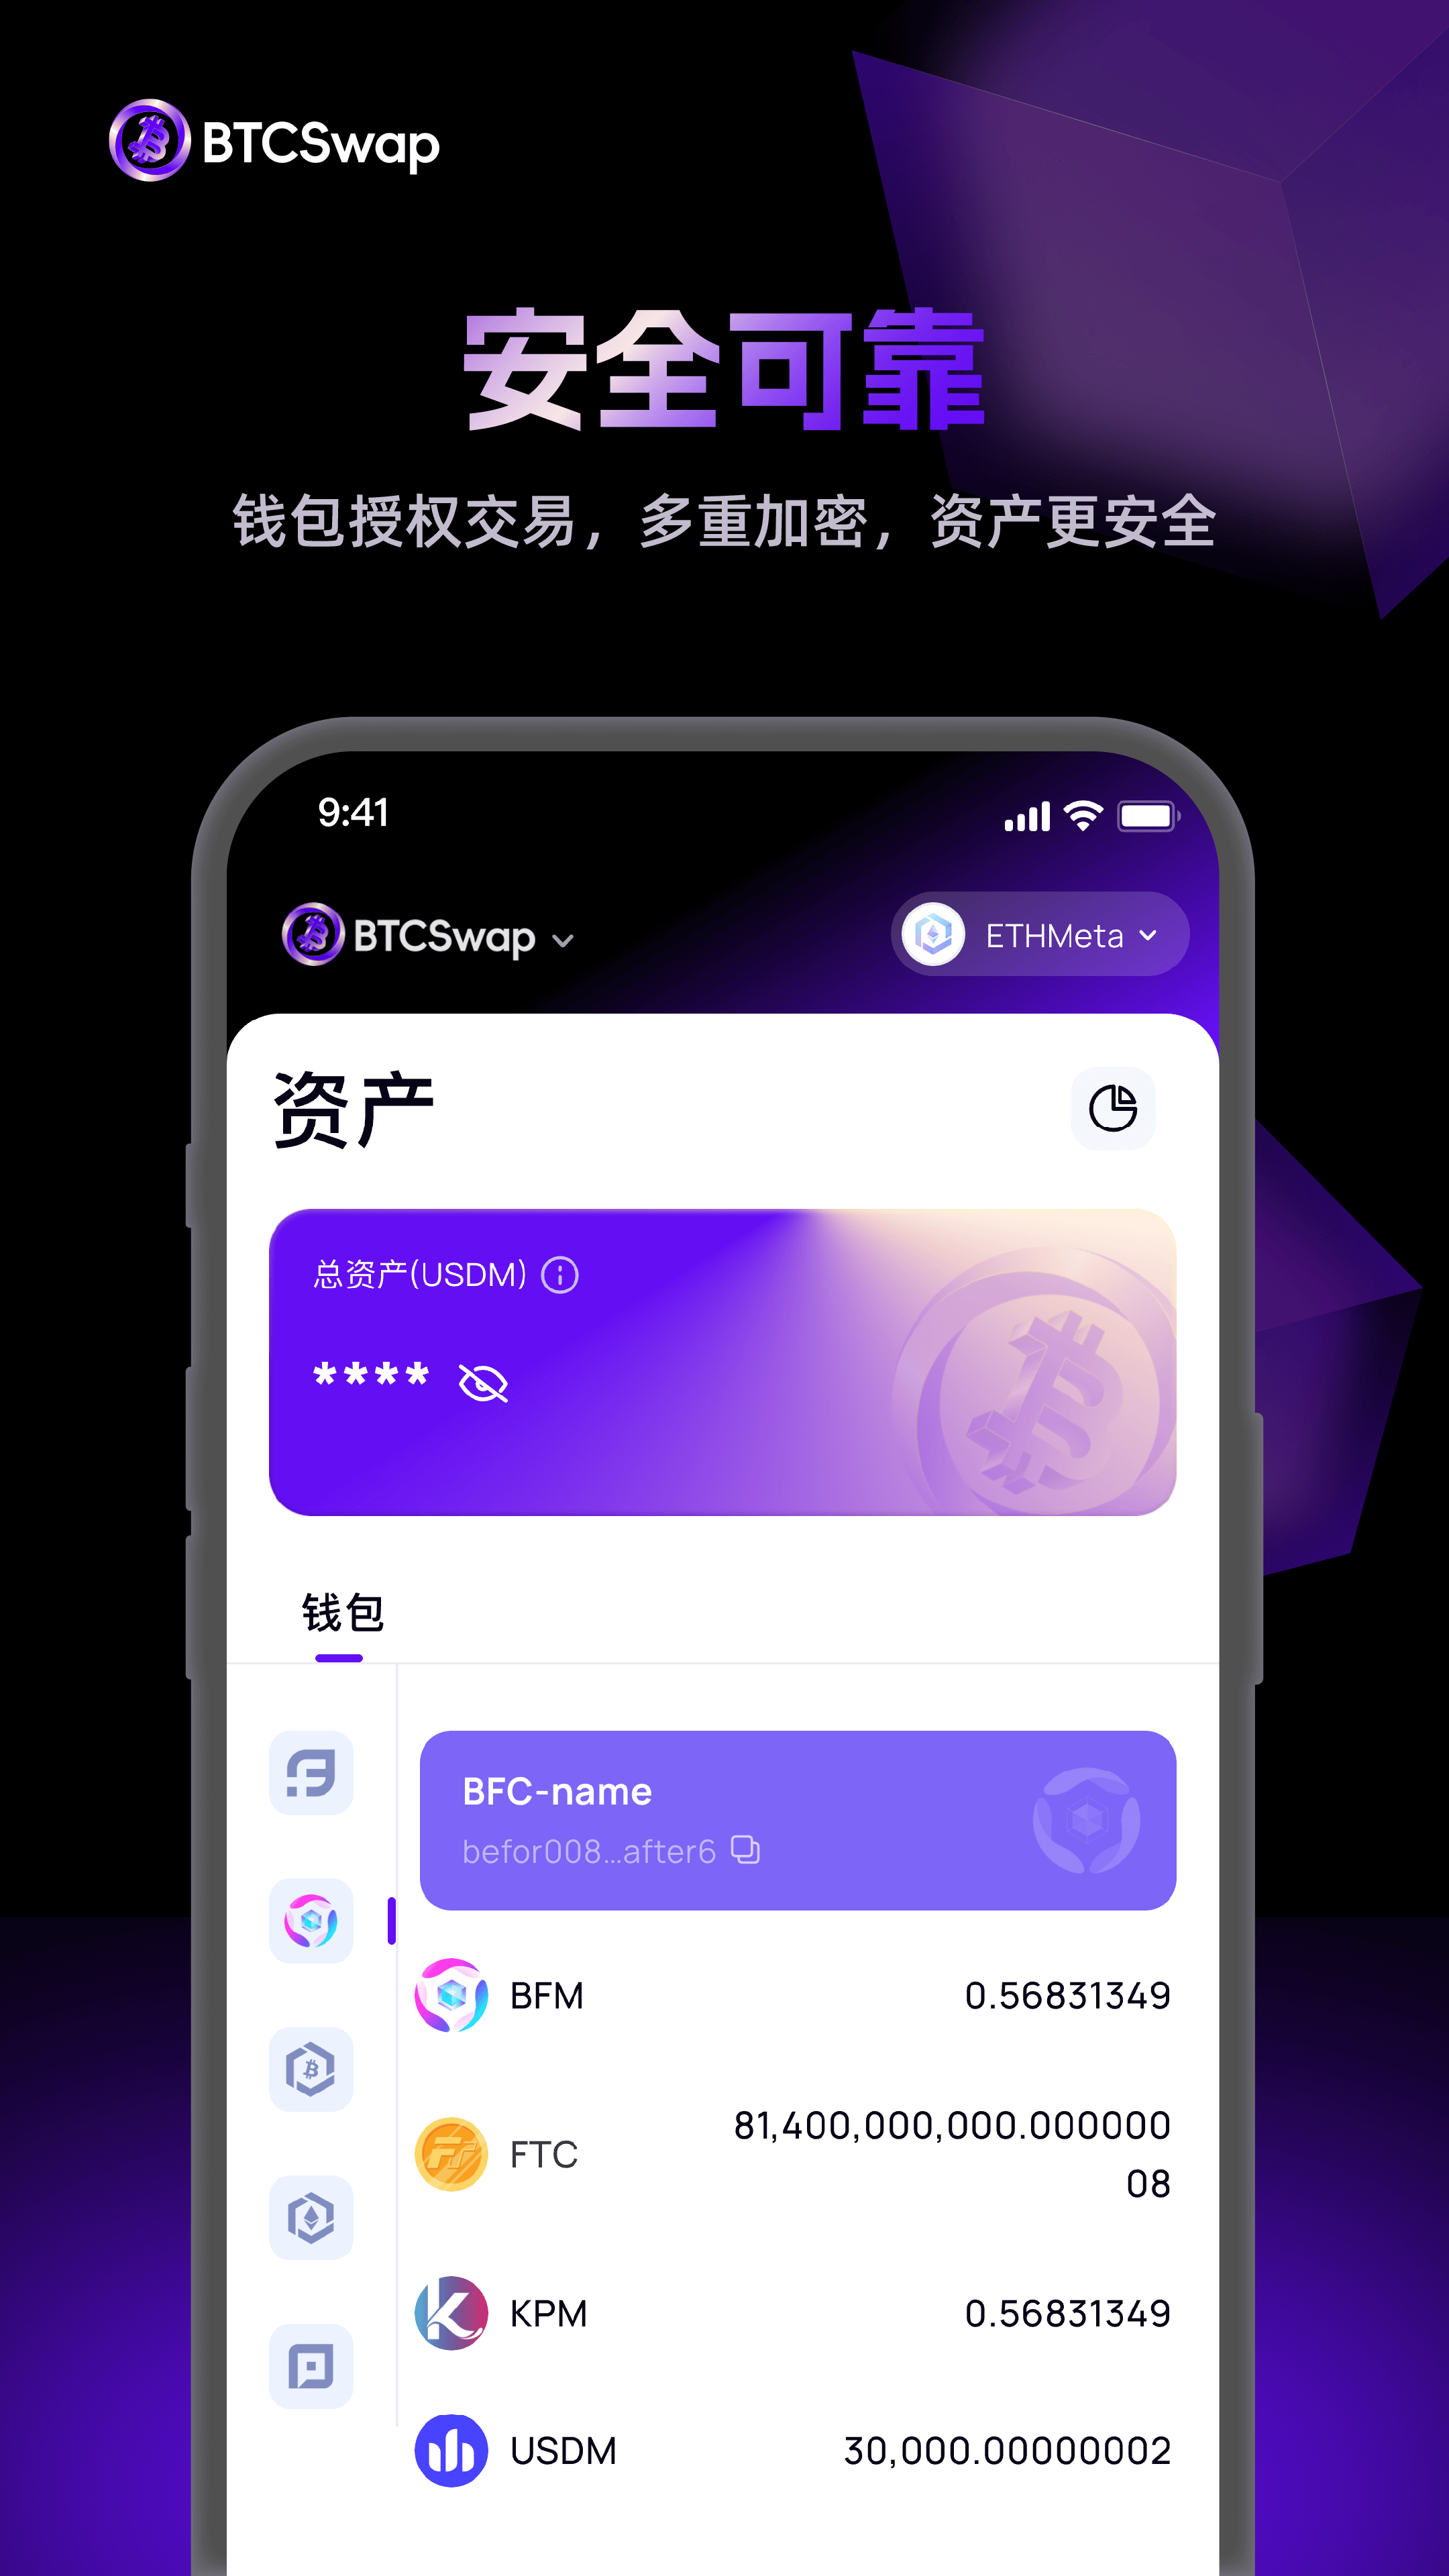 BTCSwap
安全可靠
钱包授权交易，多重加密，资产更安全
9:41
BTCSwap
ETHMeta
资产
总资产(USDM)
****
钱包
BFC-name
befor008...after6
BFM 0.56831349
FTC 81,400,000,000.000000
08
KPM 0.56831349
USDM 30,000.00000002